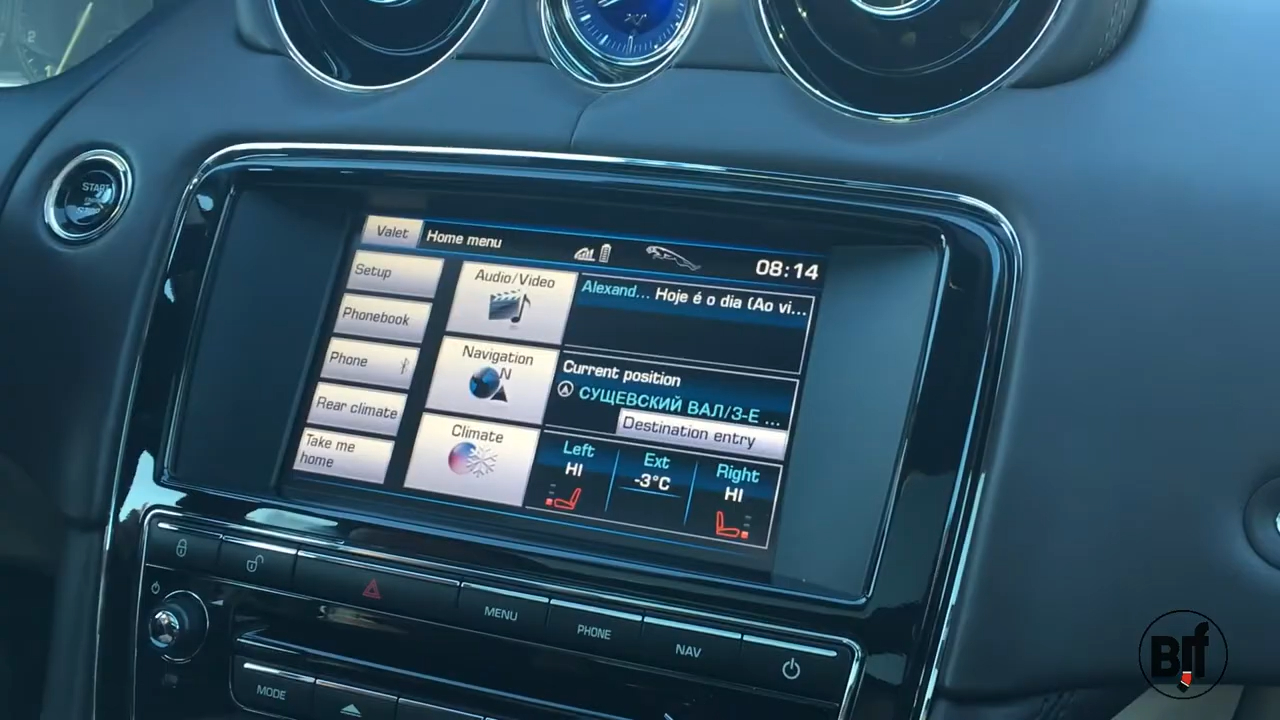 START
Valet
Home menu
08:14
Setup
Phonebook
Phone
Rear climate
Take me
home
Audio/Video
Alexand... Hoje é o dia (Ao vi...
Navigation
N
Current position
СУЩЕВСКИЙ ВАЛ/3-Е ...
Destination entry
Climate
Left
HI
Ext
-3°C
Right
HI
MENU
PHONE
NAV
MODE
BJf